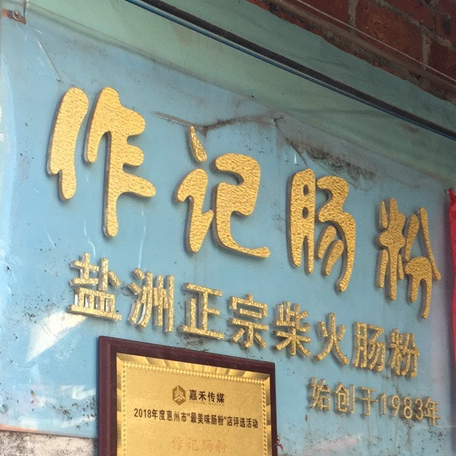 作记肠粉
盐洲正宗柴火肠粉
始创于1983年
嘉禾传媒
2018年度惠州市"最美味肠粉"店评选活动
作记肠粉